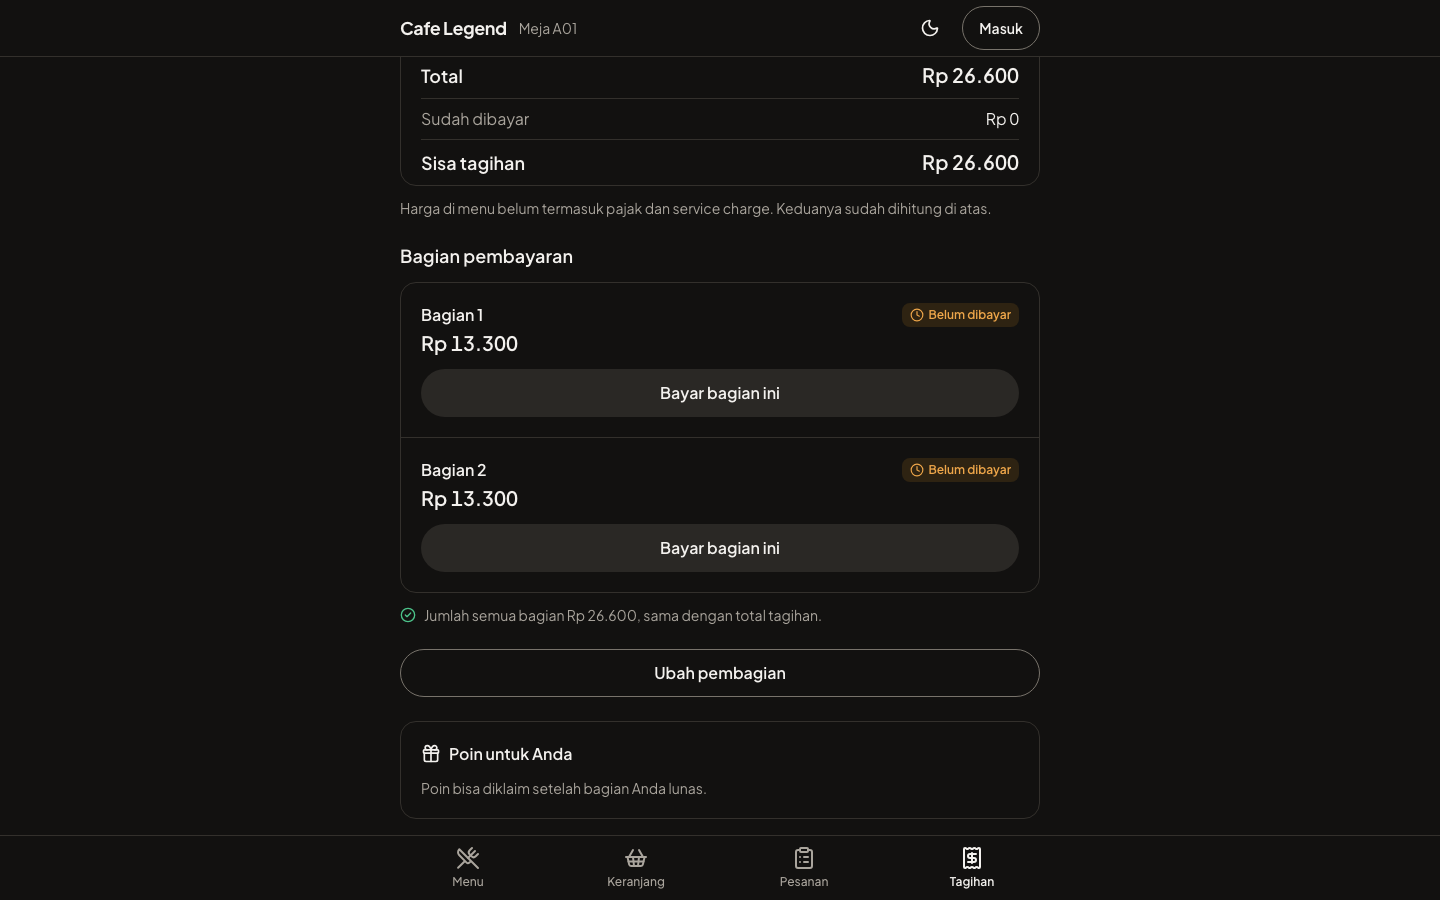 Cafe Legend Meja A01 Masuk
Total Rp 26.600
Sudah dibayar Rp 0
Sisa tagihan Rp 26.600
Harga di menu belum termasuk pajak dan service charge. Keduanya sudah dihitung di atas.
Bagian pembayaran
Bagian 1 Belum dibayar
Rp 13.300
Bayar bagian ini
Bagian 2 Belum dibayar
Rp 13.300
Bayar bagian ini
Jumlah semua bagian Rp 26.600, sama dengan total tagihan.
Ubah pembagian
Poin untuk Anda
Poin bisa diklaim setelah bagian Anda lunas.
Menu Keranjang Pesanan Tagihan